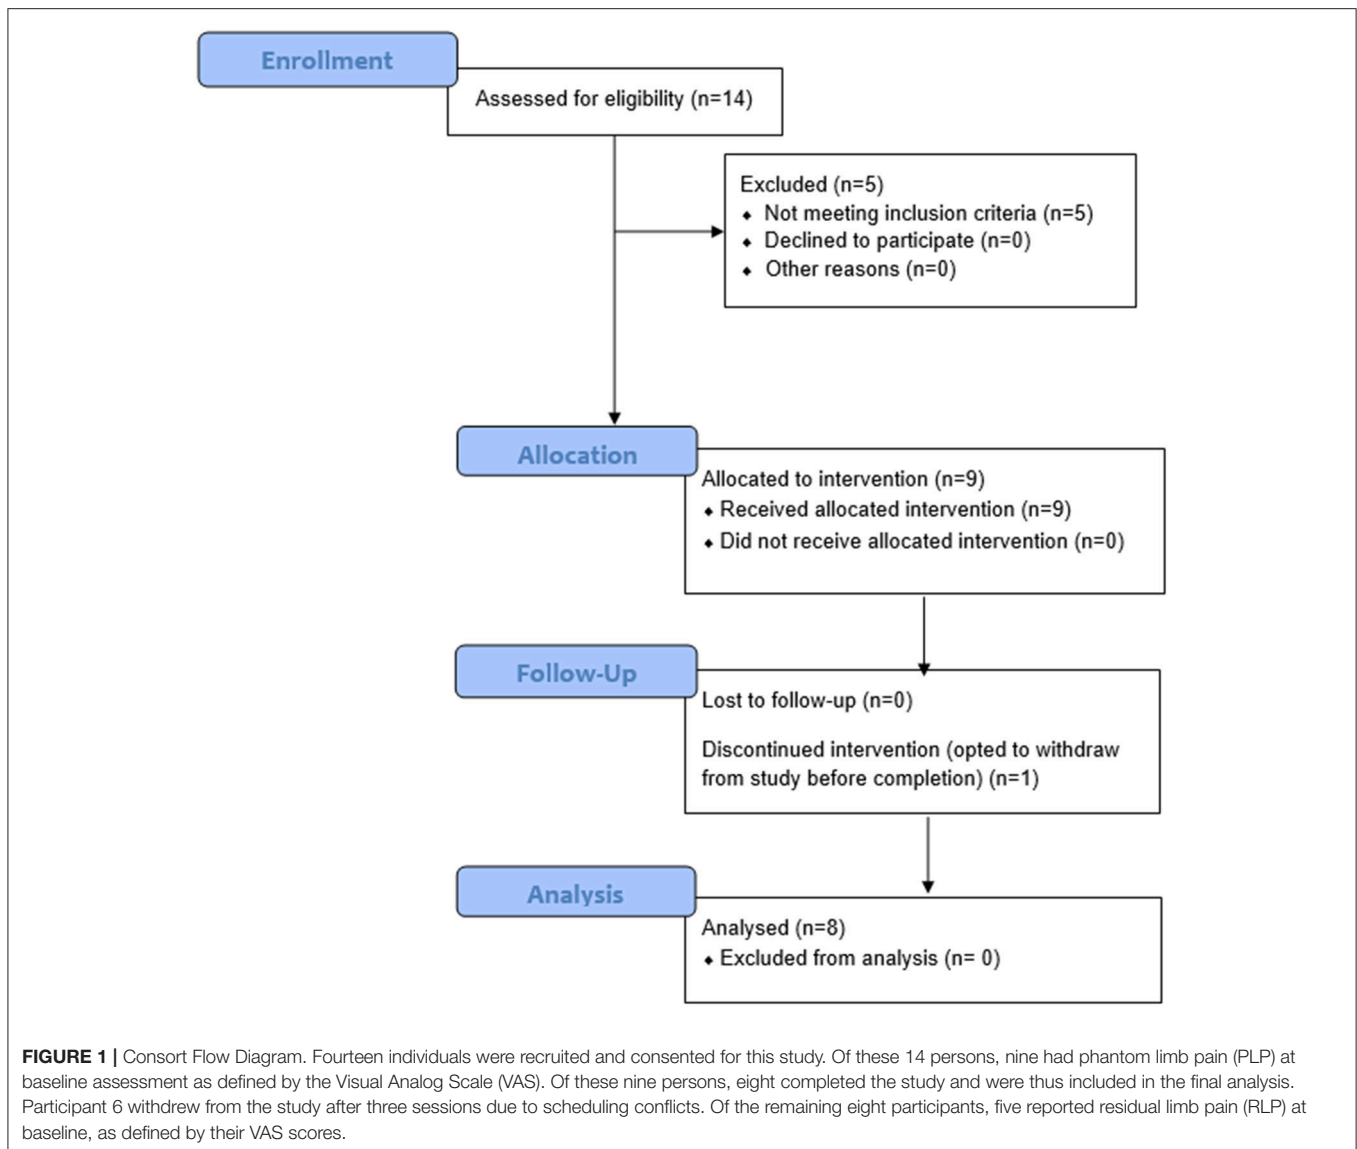 Enrollment
Assessed for eligibility (n=14)
Excluded (n=5)
⬥ Not meeting inclusion criteria (n=5)
⬥ Declined to participate (n=0)
⬥ Other reasons (n=0)
Allocation
Allocated to intervention (n=9)
⬥ Received allocated intervention (n=9)
⬥ Did not receive allocated intervention (n=0)
Follow-Up
Lost to follow-up (n=0)
Discontinued intervention (opted to withdraw
from study before completion) (n=1)
Analysis
Analysed (n=8)
⬥ Excluded from analysis (n= 0)
FIGURE 1 | Consort Flow Diagram. Fourteen individuals were recruited and consented for this study. Of these 14 persons, nine had phantom limb pain (PLP) at
baseline assessment as defined by the Visual Analog Scale (VAS). Of these nine persons, eight completed the study and were thus included in the final analysis.
Participant 6 withdrew from the study after three sessions due to scheduling conflicts. Of the remaining eight participants, five reported residual limb pain (RLP) at
baseline, as defined by their VAS scores.